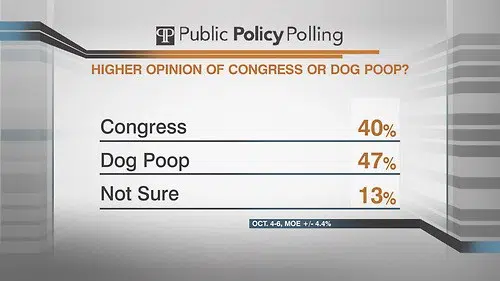 PPP Public Policy Polling
HIGHER OPINION OF CONGRESS OR DOG POOP?
Congress 40%
Dog Poop 47%
Not Sure 13%
OCT. 4-6, MOE +/- 4.4%